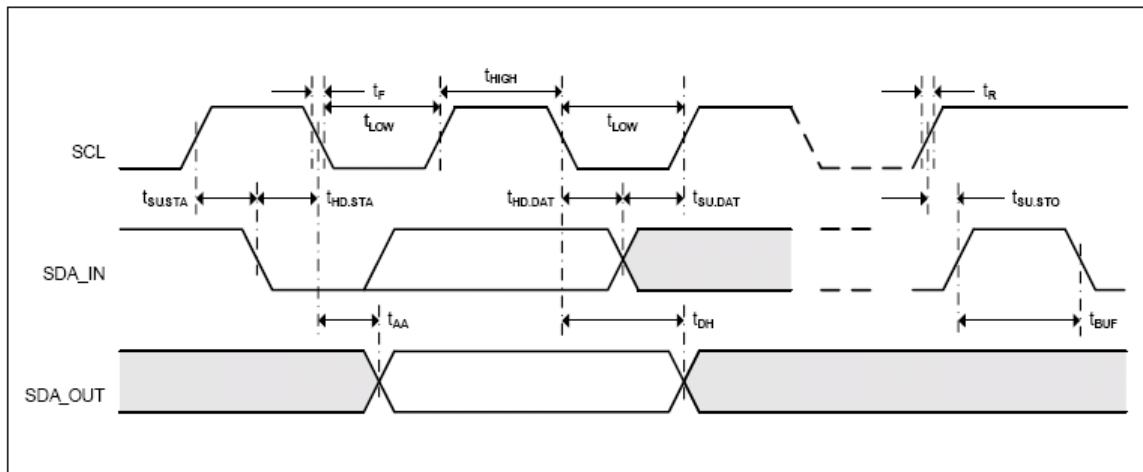 tHIGH
tF
tR
tLOW
tLOW
SCL
tSU.STA
tHD.STA
tHD.DAT
tSU.DAT
tSU.STO
SDA_IN
tAA
tDH
tBUF
SDA_OUT